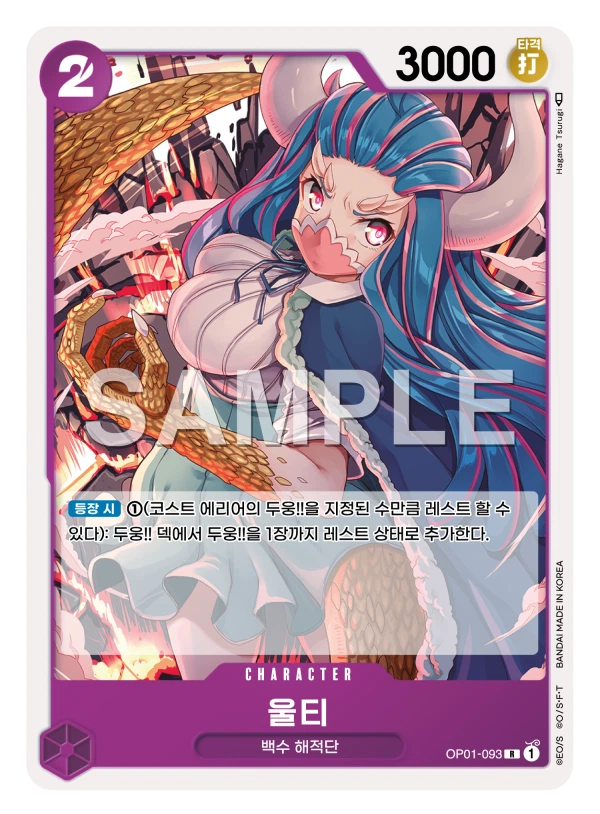 2
3000
타격
打
Hagane Tsurugi
SAMPLE
등장 시 ①(코스트 에리어의 두웅!!을 지정된 수만큼 레스트 할 수
있다): 두웅!! 덱에서 두웅!!을 1장까지 레스트 상태로 추가한다.
CHARACTER
울티
백수 해적단
OP01-093 R 1
©EO/S ©O/S·F·T BANDAI MADE IN KOREA